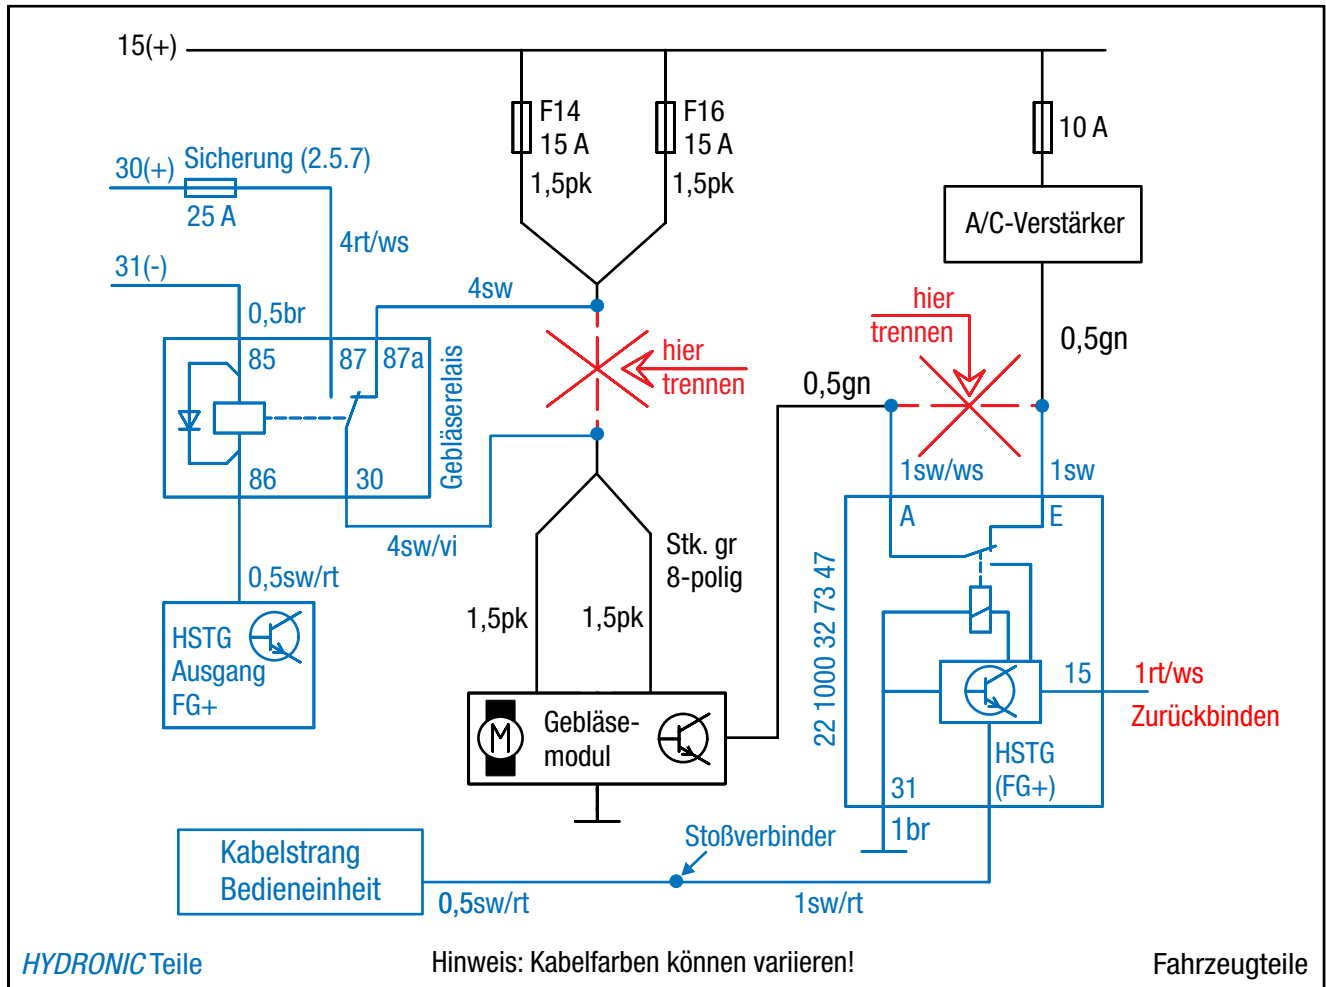 15(+)
F14
15 A
1,5pk
F16
15 A
1,5pk
10 A
30(+)
Sicherung (2.5.7)
25 A
4rt/ws
A/C-Verstärker
31(-)
0,5br
4sw
hier
trennen
0,5gn
85
87
87a
hier
trennen
0,5gn
Gebläserelais
86
30
1sw/ws
1sw
4sw/vi
A
E
0,5sw/rt
Stk. gr
8-polig
1,5pk
1,5pk
HSTG
Ausgang
FG+
22 1000 32 73 47
15
1rt/ws
Zurückbinden
M
Gebläse-
modul
HSTG
(FG+)
31
1br
Stoßverbinder
Kabelstrang
Bedieneinheit
0,5sw/rt
1sw/rt
HYDRONIC Teile
Hinweis: Kabelfarben können variieren!
Fahrzeugteile